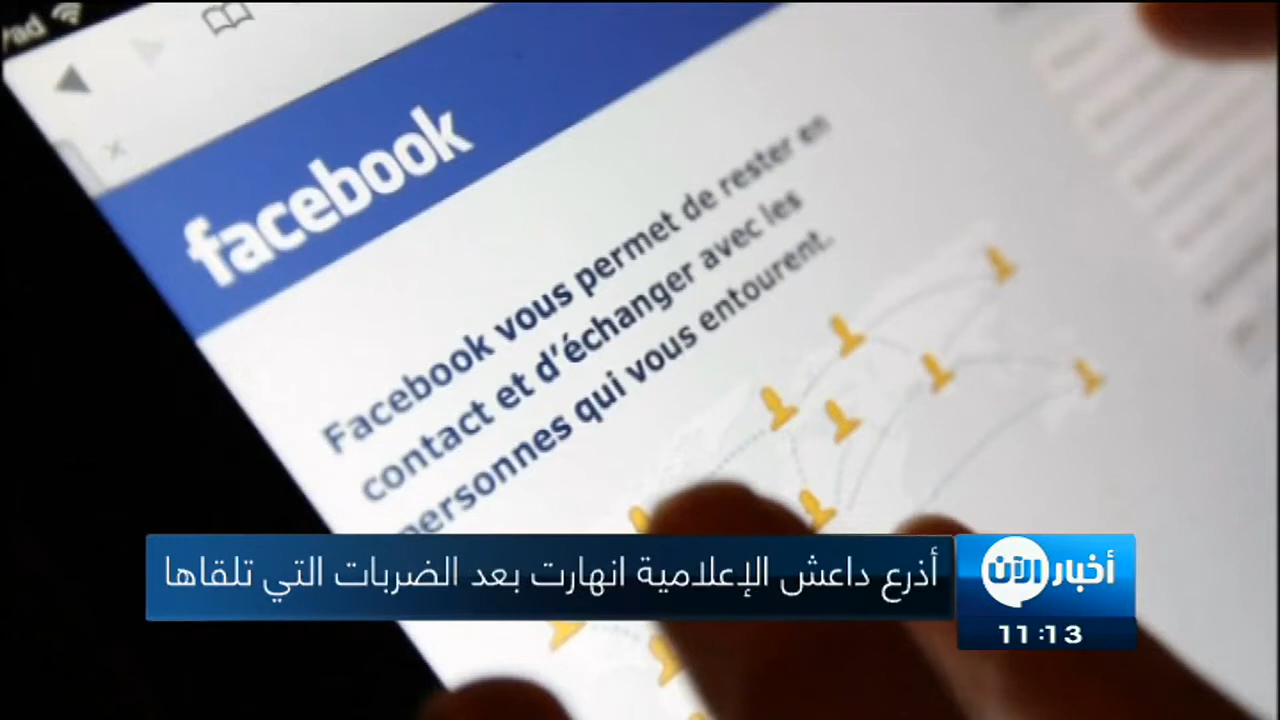 facebook
Facebook vous permet de rester en
contact et d'échanger avec les
personnes qui vous entourent.
أذرع داعش الإعلامية انهارت بعد الضربات التي تلقاها
أخبار الآن
11:13